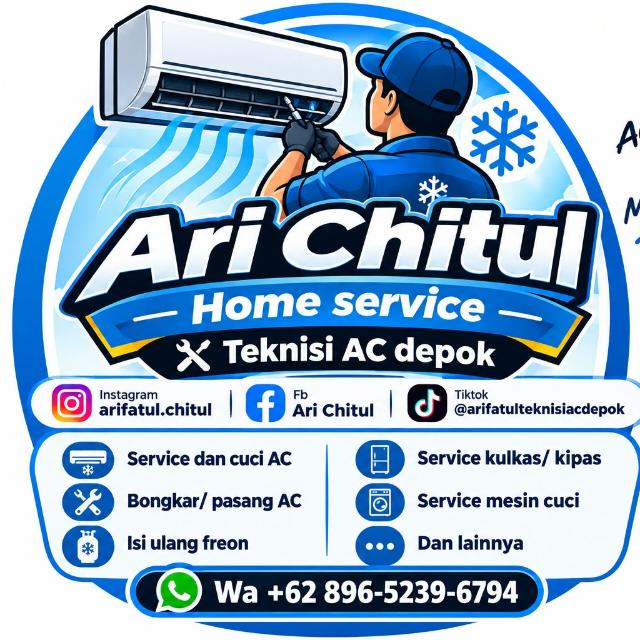 Ari Chitul
Home service
Teknisi AC depok
Instagram
arifatul.chitul
Fb
Ari Chitul
Tiktok
@arifatulteknisiacdepok
Service dan cuci AC
Bongkar/ pasang AC
Isi ulang freon
Service kulkas/ kipas
Service mesin cuci
Dan lainnya
Wa +62 896-5239-6794